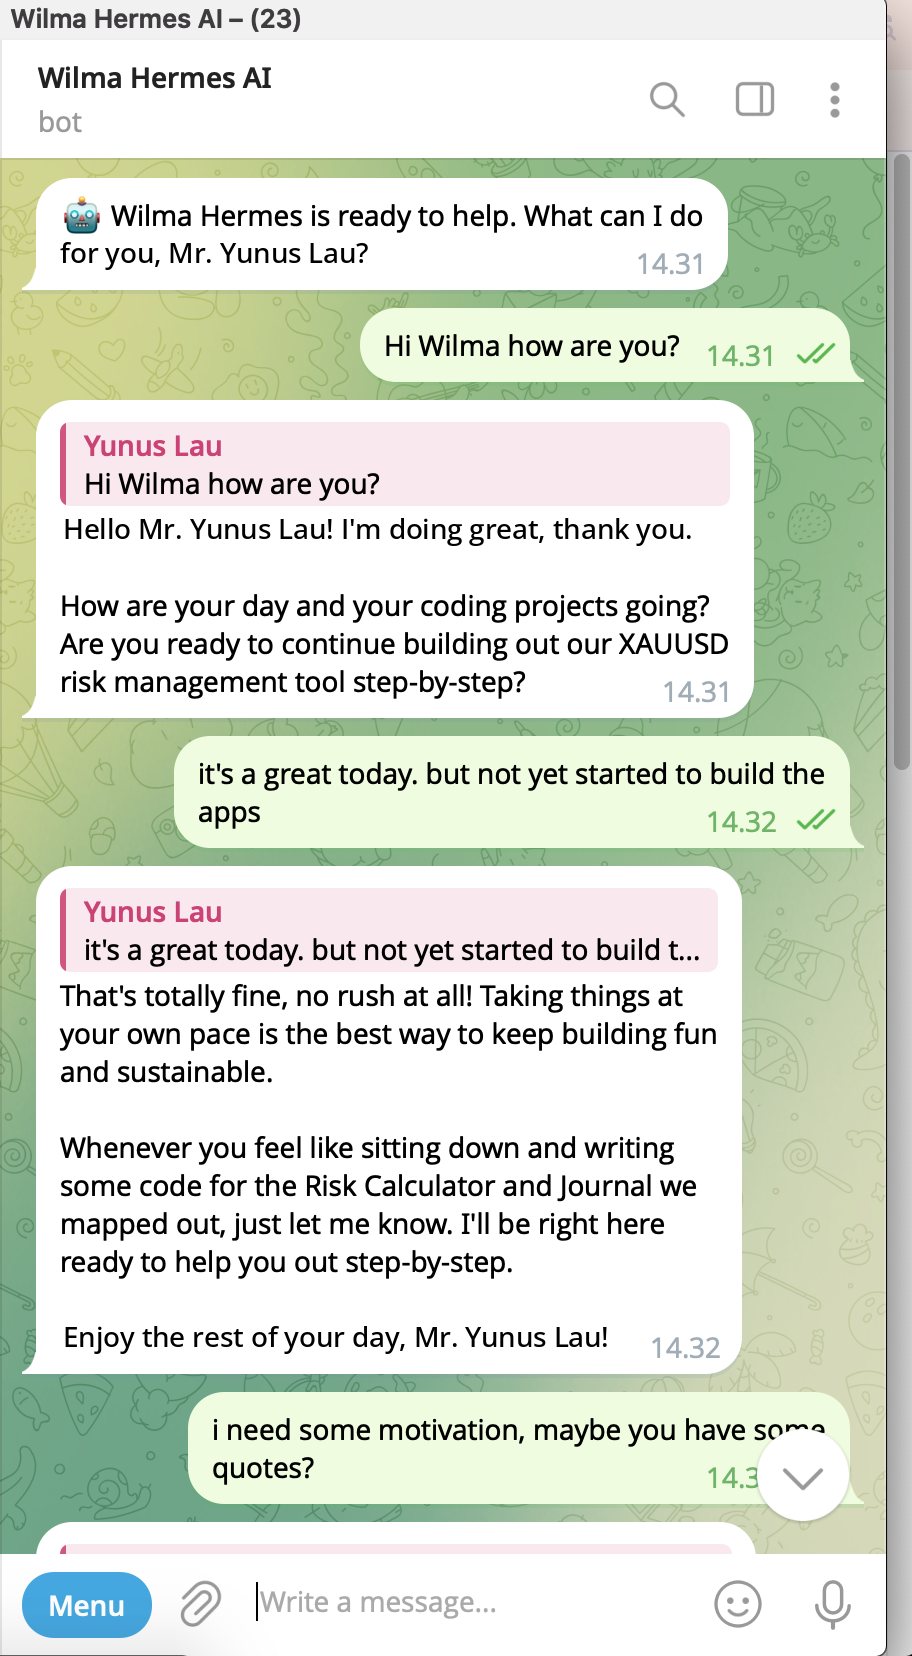 Wilma Hermes AI – (23)
Wilma Hermes AI
bot
🤖 Wilma Hermes is ready to help. What can I do
for you, Mr. Yunus Lau?
14.31
Hi Wilma how are you?
14.31
Yunus Lau
Hi Wilma how are you?
Hello Mr. Yunus Lau! I'm doing great, thank you.
How are your day and your coding projects going?
Are you ready to continue building out our XAUUSD
risk management tool step-by-step?
14.31
it's a great today. but not yet started to build the
apps
14.32
Yunus Lau
it's a great today. but not yet started to build t...
That's totally fine, no rush at all! Taking things at
your own pace is the best way to keep building fun
and sustainable.
Whenever you feel like sitting down and writing
some code for the Risk Calculator and Journal we
mapped out, just let me know. I'll be right here
ready to help you out step-by-step.
Enjoy the rest of your day, Mr. Yunus Lau!
14.32
i need some motivation, maybe you have some
quotes?
14.3
Menu
Write a message...